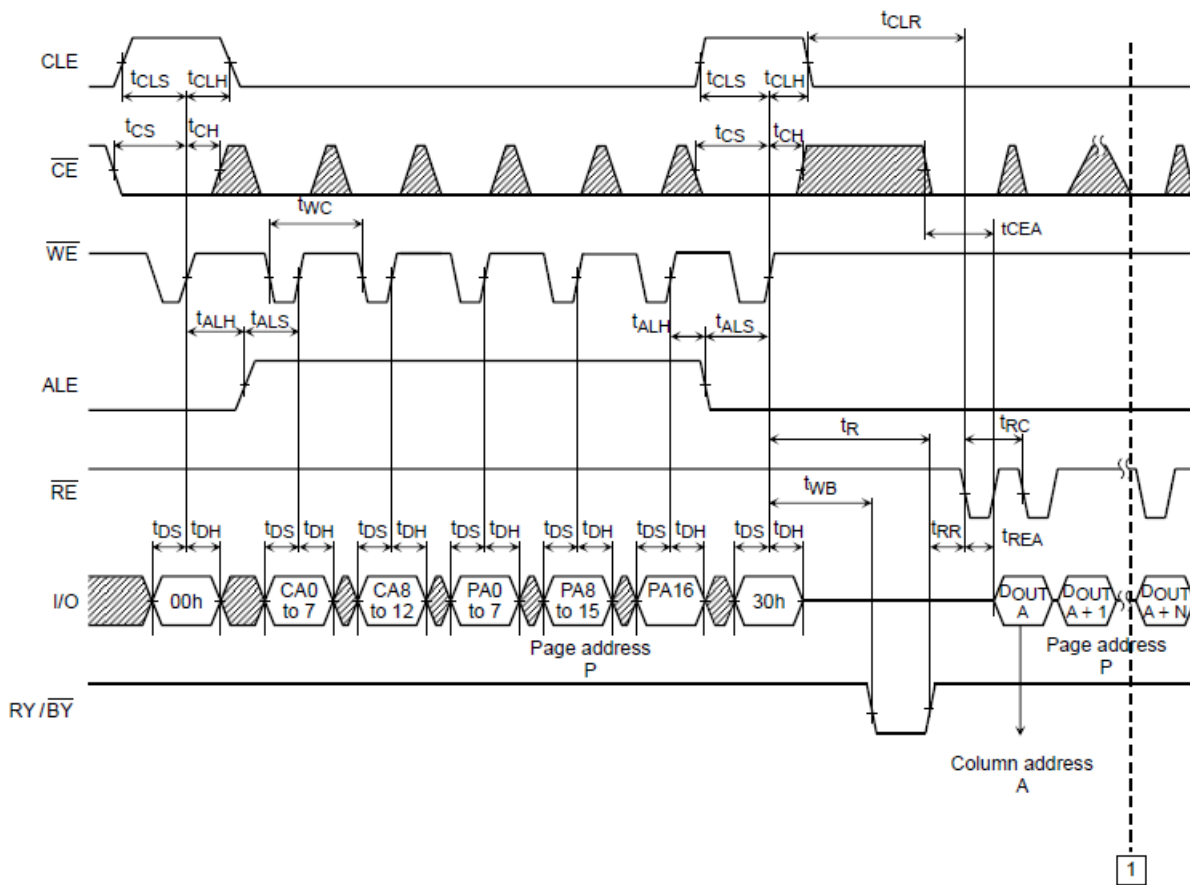 tCLR
CLE
tCLS tCLH tCLS tCLH
tCS tCH tCS tCH
CE
tWC tCEA
WE
tALH tALS tALH tALS
ALE
tR tRC
RE
tWB
tDS tDH tDS tDH tDS tDH tDS tDH tDS tDH tDS tDH tDS tDH tRR tREA
I/O 00h CA0 to 7 CA8 to 12 PA0 to 7 PA8 to 15 PA16 30h DOUT A DOUT A + 1 DOUT A + N
Page address P Page address P
RY / BY
Column address
A
1